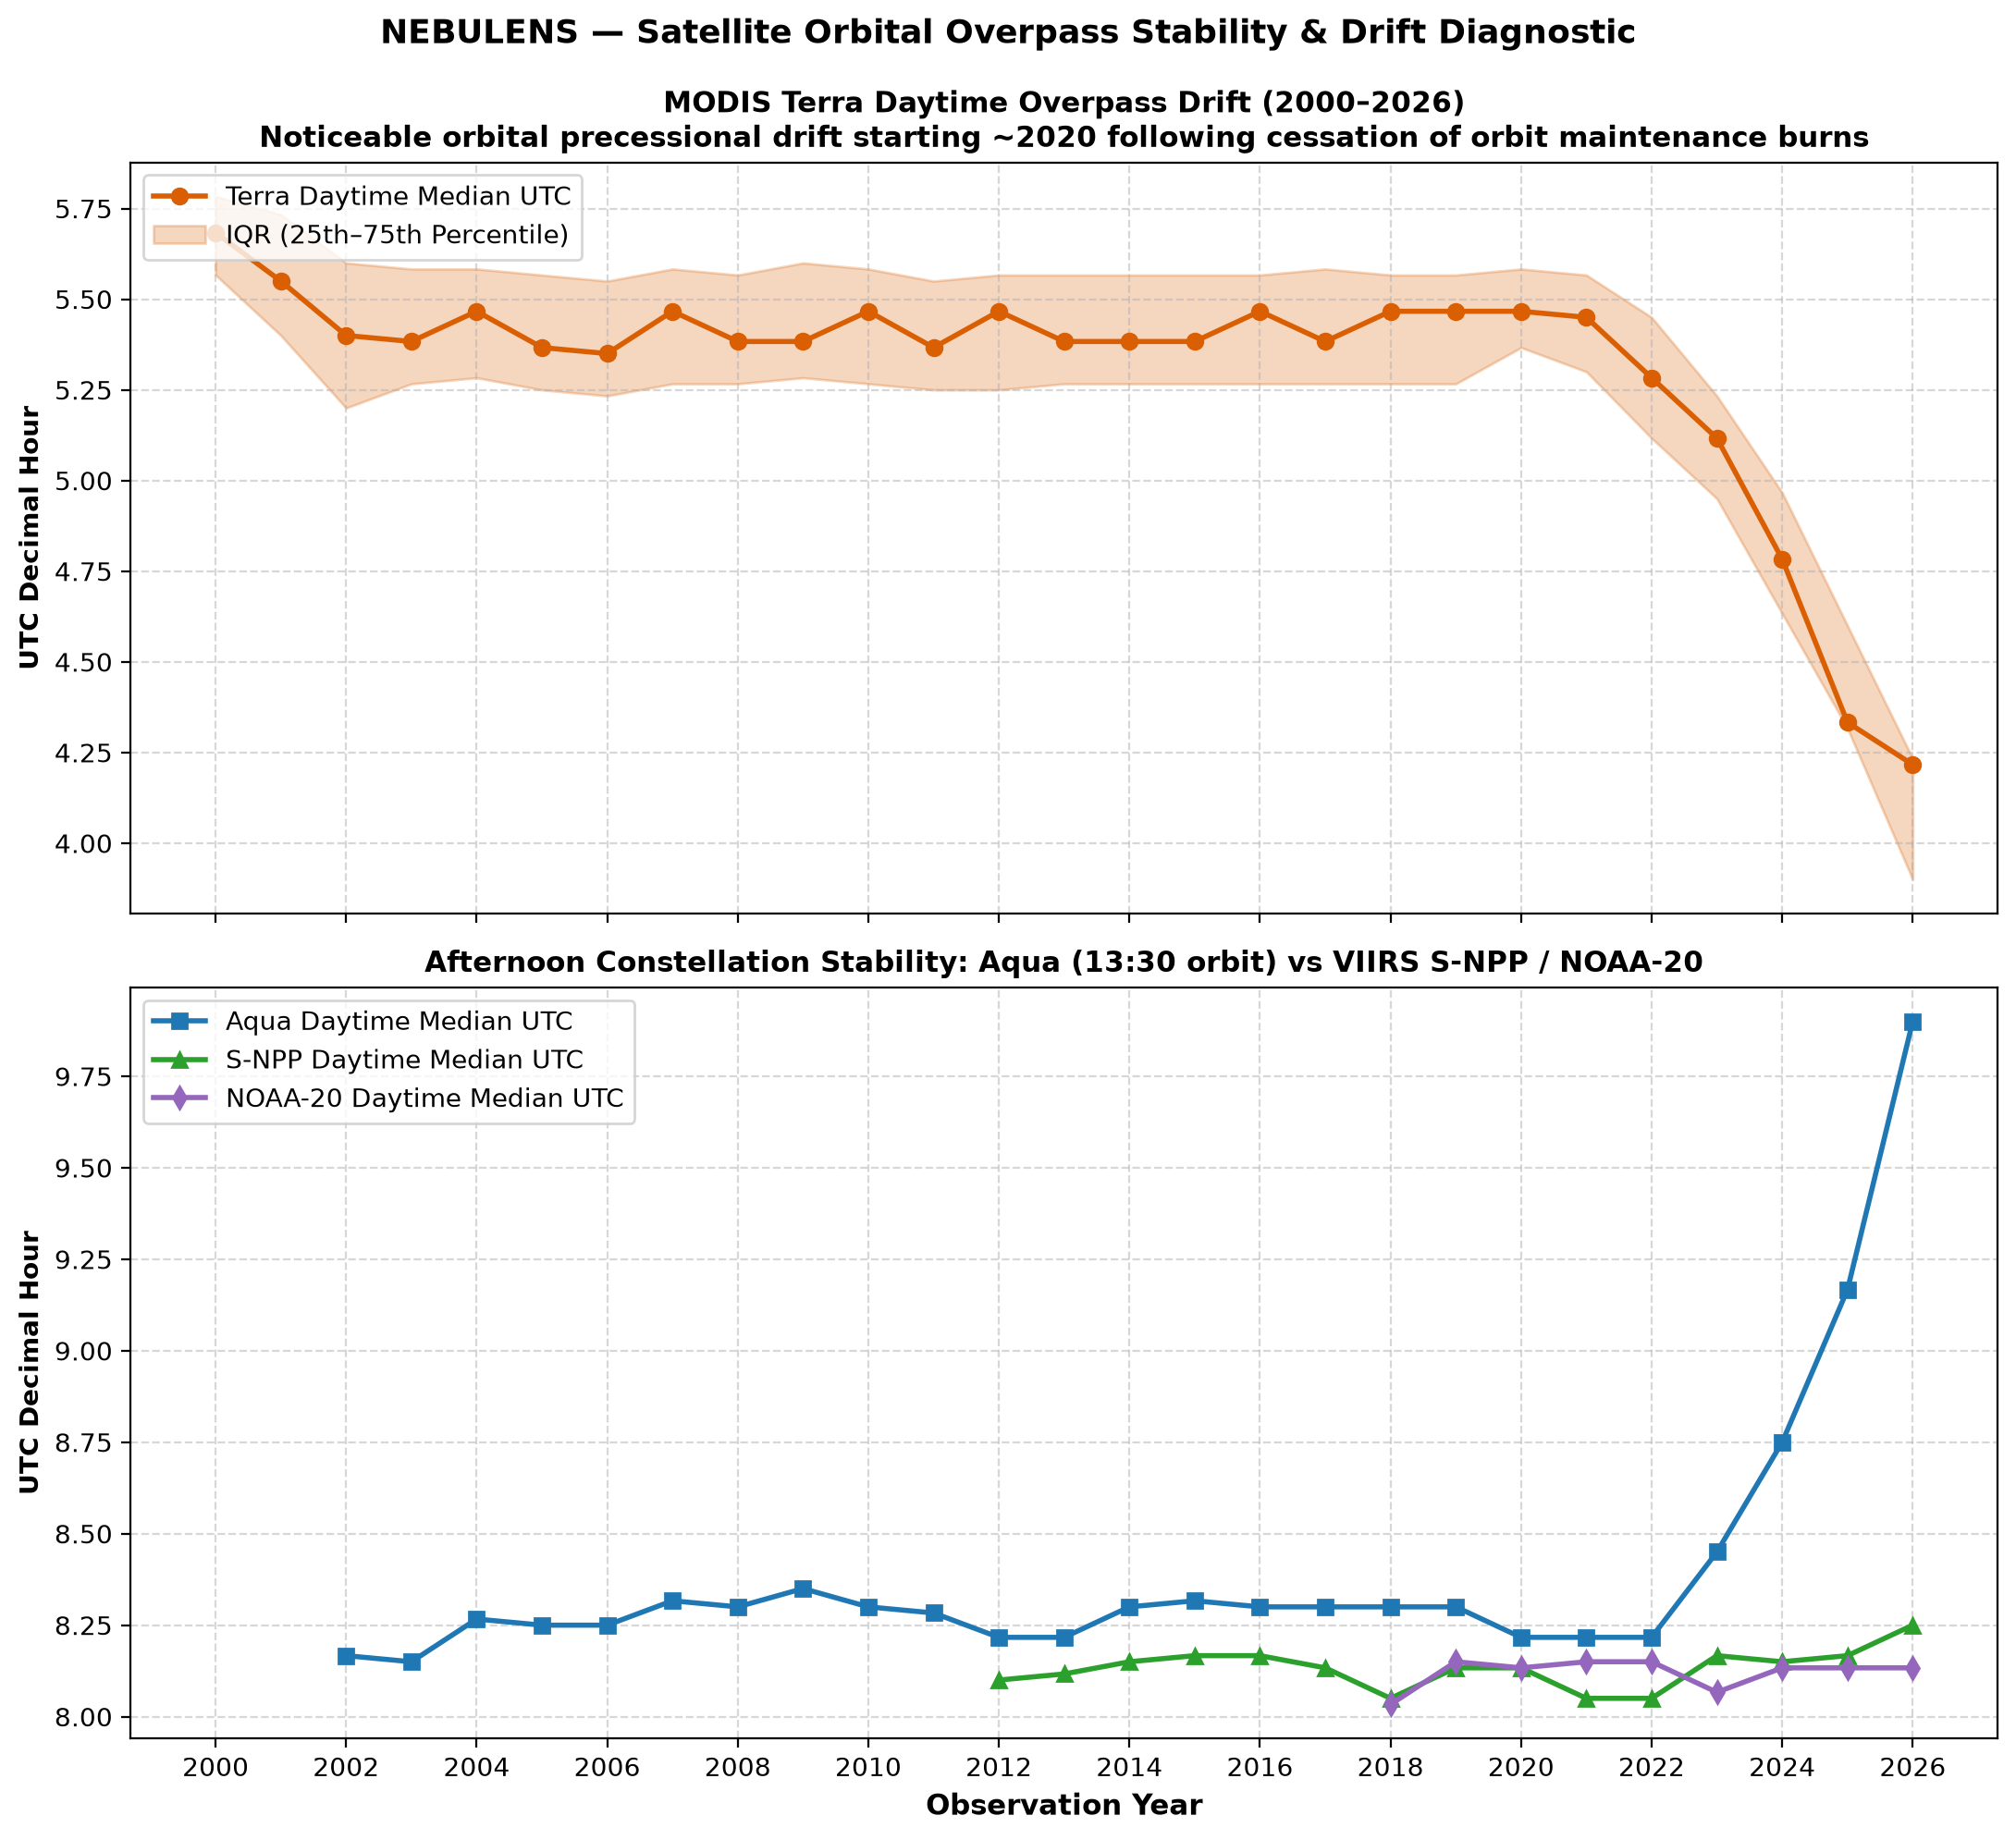 NEBULENS — Satellite Orbital Overpass Stability & Drift Diagnostic
MODIS Terra Daytime Overpass Drift (2000–2026)
Noticeable orbital precessional drift starting ~2020 following cessation of orbit maintenance burns
Terra Daytime Median UTC
IQR (25th–75th Percentile)
UTC Decimal Hour
5.75
5.50
5.25
5.00
4.75
4.50
4.25
4.00
Afternoon Constellation Stability: Aqua (13:30 orbit) vs VIIRS S-NPP / NOAA-20
Aqua Daytime Median UTC
S-NPP Daytime Median UTC
NOAA-20 Daytime Median UTC
UTC Decimal Hour
9.75
9.50
9.25
9.00
8.75
8.50
8.25
8.00
2000 2002 2004 2006 2008 2010 2012 2014 2016 2018 2020 2022 2024 2026
Observation Year